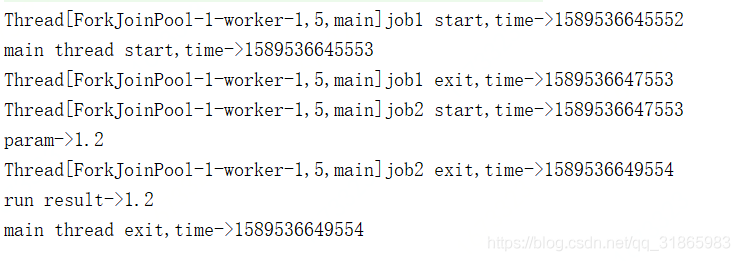 Thread[ForkJoinPool-1-worker-1,5,main]job1 start,time->1589536645552
main thread start,time->1589536645553
Thread[ForkJoinPool-1-worker-1,5,main]job1 exit,time->1589536647553
Thread[ForkJoinPool-1-worker-1,5,main]job2 start,time->1589536647553
param->1.2
Thread[ForkJoinPool-1-worker-1,5,main]job2 exit,time->1589536649554
run result->1.2
main thread exit,time->1589536649554
https://blog.csdn.net/qq_31865983